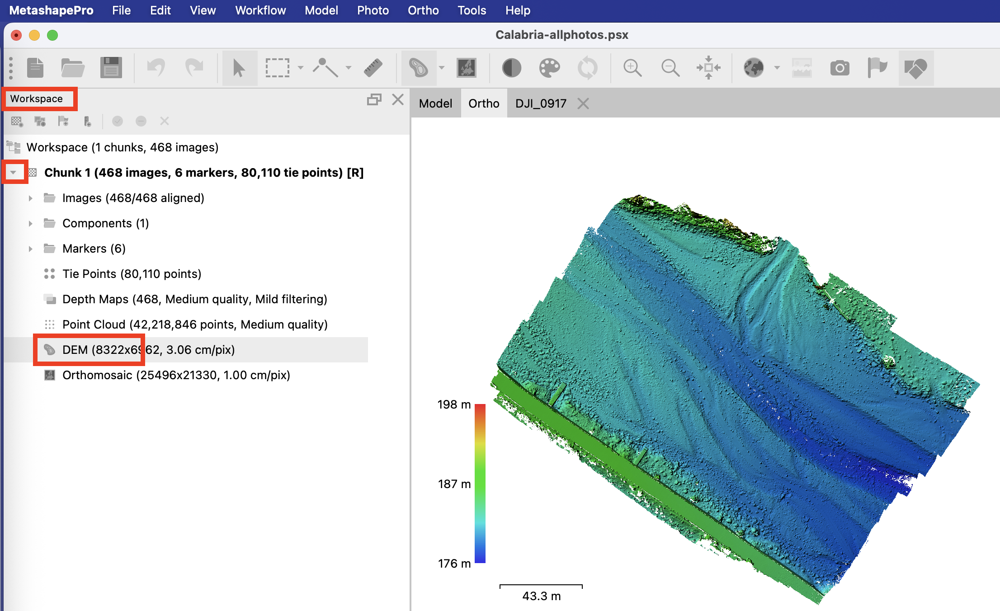 MetashapePro File Edit View Workflow Model Photo Ortho Tools Help
Calabria-allphotos.psx
Workspace
Model Ortho DJI_0917
Workspace (1 chunks, 468 images)
Chunk 1 (468 images, 6 markers, 80,110 tie points) [R]
Images (468/468 aligned)
Components (1)
Markers (6)
Tie Points (80,110 points)
Depth Maps (468, Medium quality, Mild filtering)
Point Cloud (42,218,846 points, Medium quality)
DEM (8322x6962, 3.06 cm/pix)
Orthomosaic (25496x21330, 1.00 cm/pix)
198 m
187 m
176 m
43.3 m